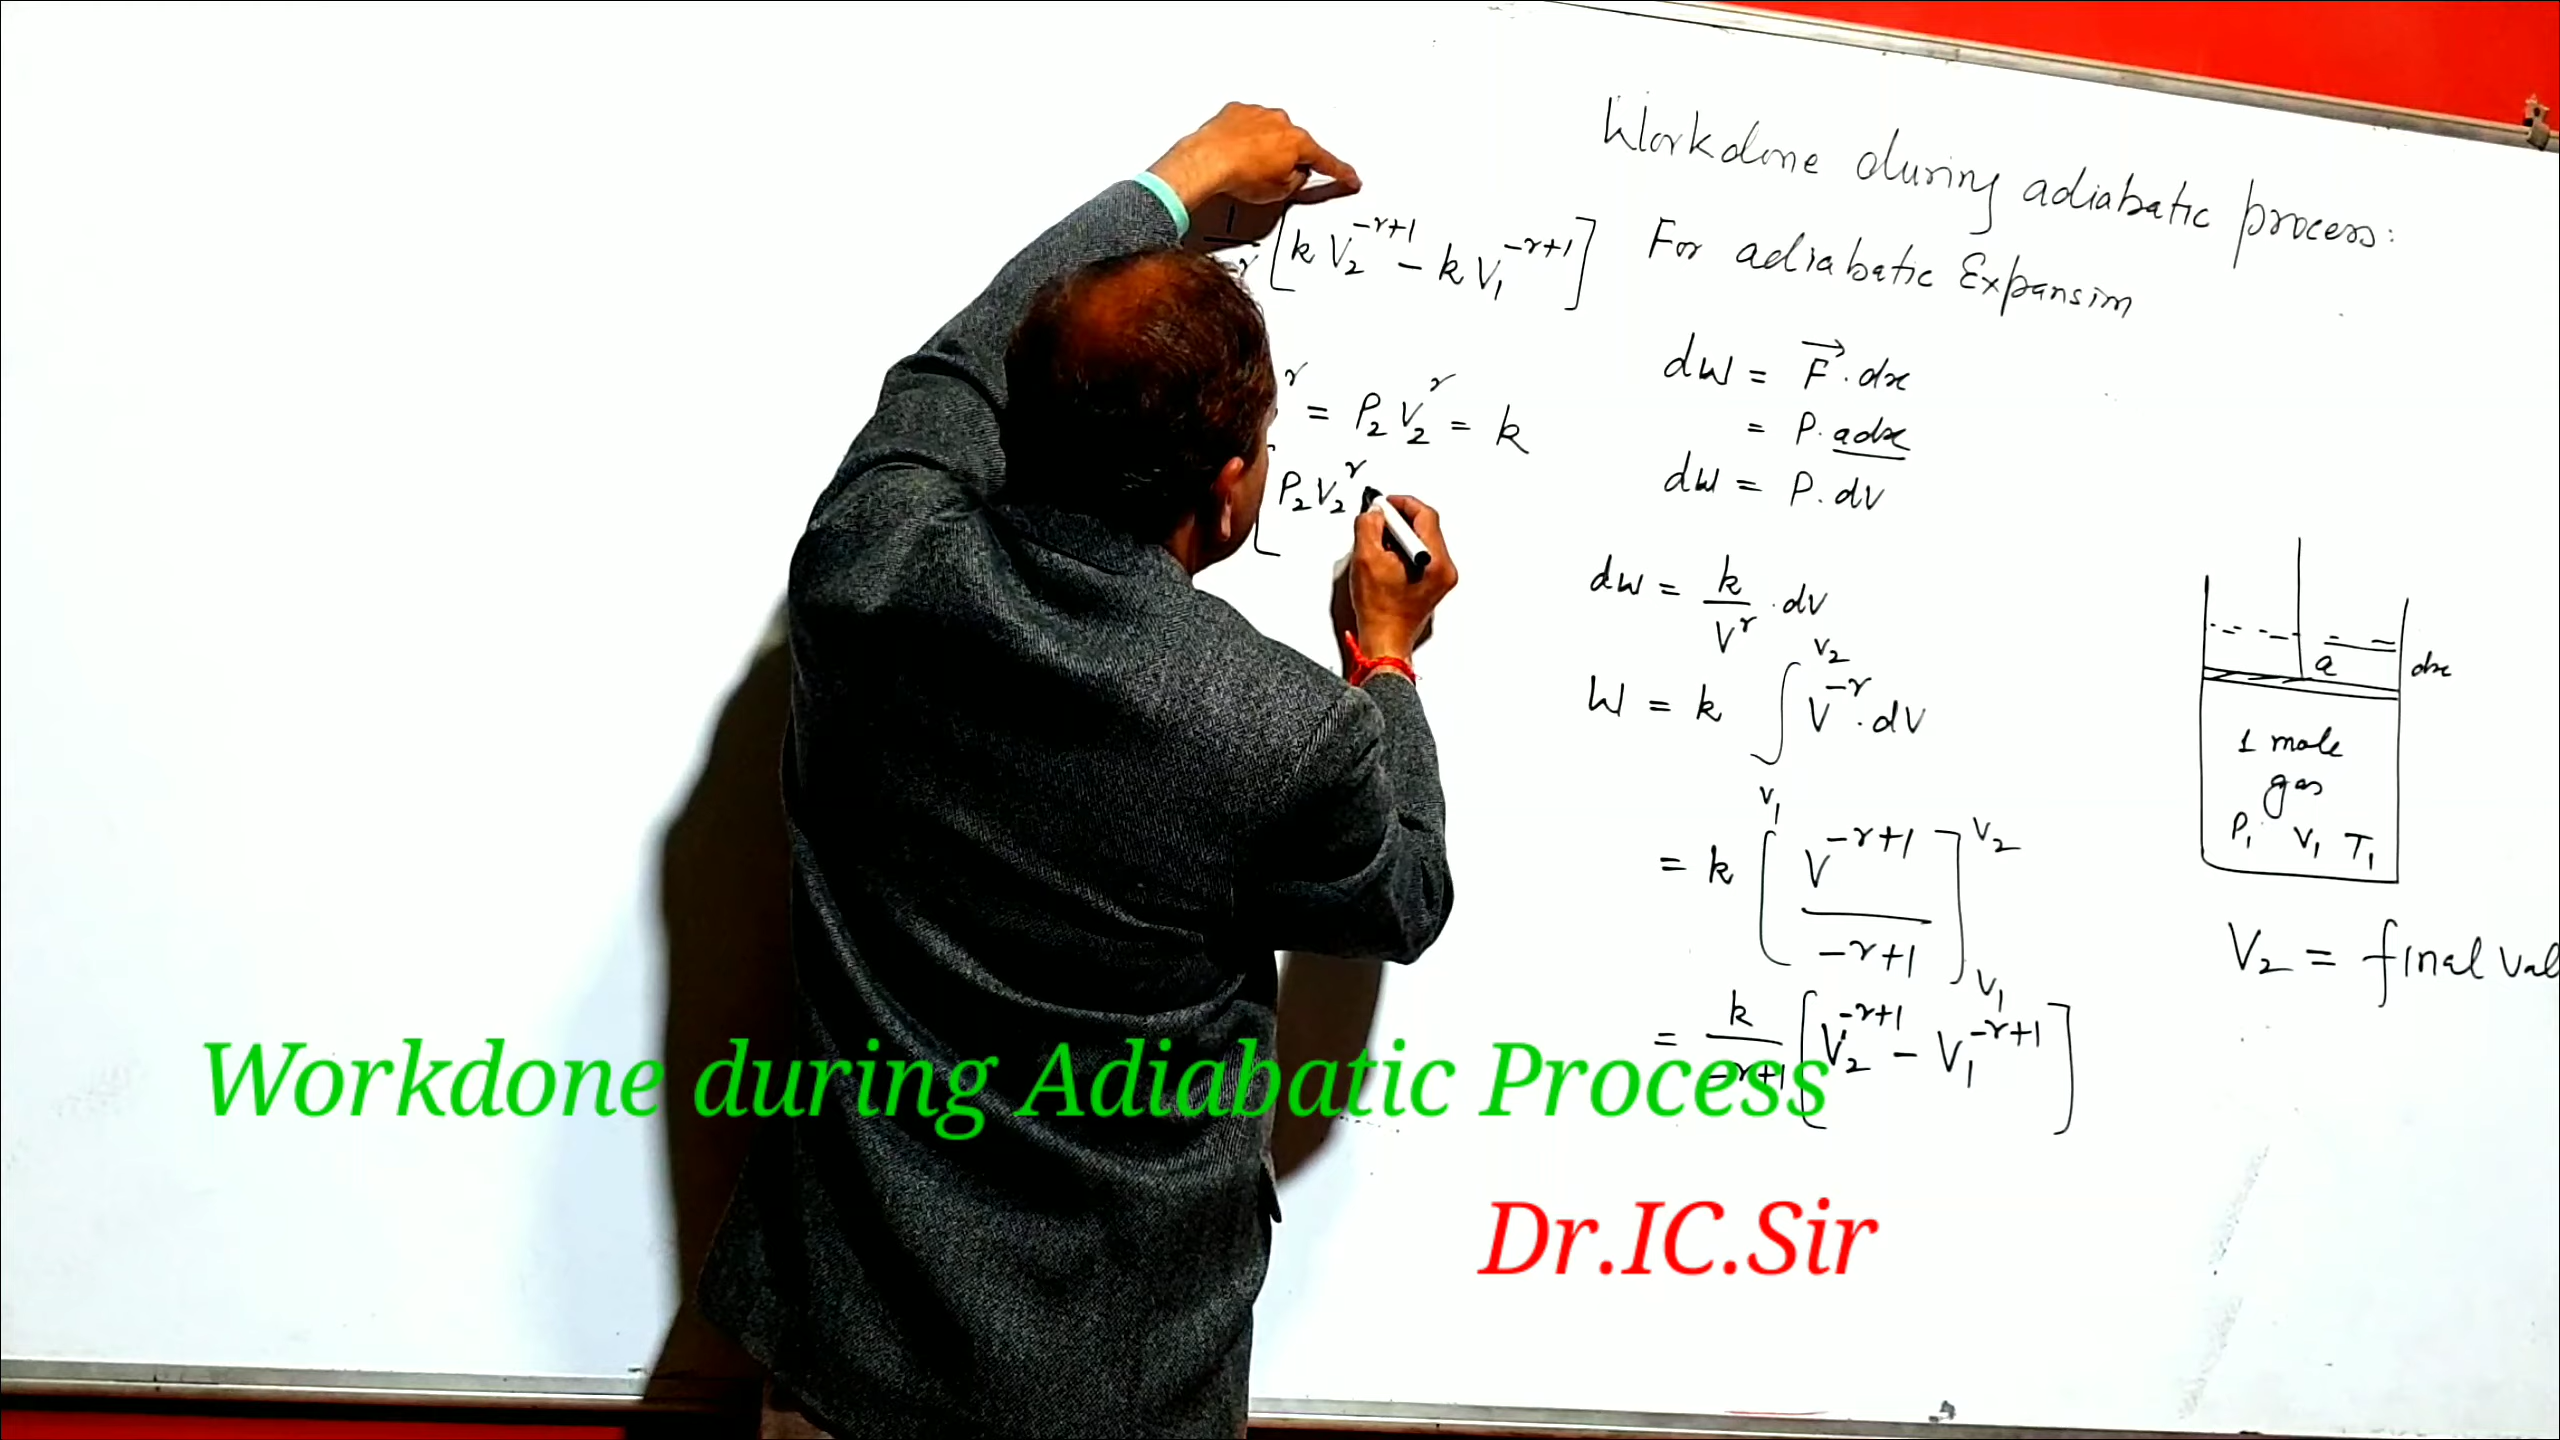 Workdone during adiabatic process:
For adiabatic Expansion
dw = F⃗ . dx
= P. adx
dw = P. dv
dw = k/V^γ . dv
W = k ∫_{V1}^{V2} V^{-γ} . dV
= k [ V^{-γ+1} / -γ+1 ]_{V1}^{V2}
= k/-γ+1 [ V2^{-γ+1} - V1^{-γ+1} ]
[ k V2^{-γ+1} - k V1^{-γ+1} ]
γ = P2 V2^γ = k
[ P2 V2^γ
a
dx
1 mole
gas
P1 V1 T1
V2 = final
Workdone during Adiabatic Process
Dr.IC.Sir